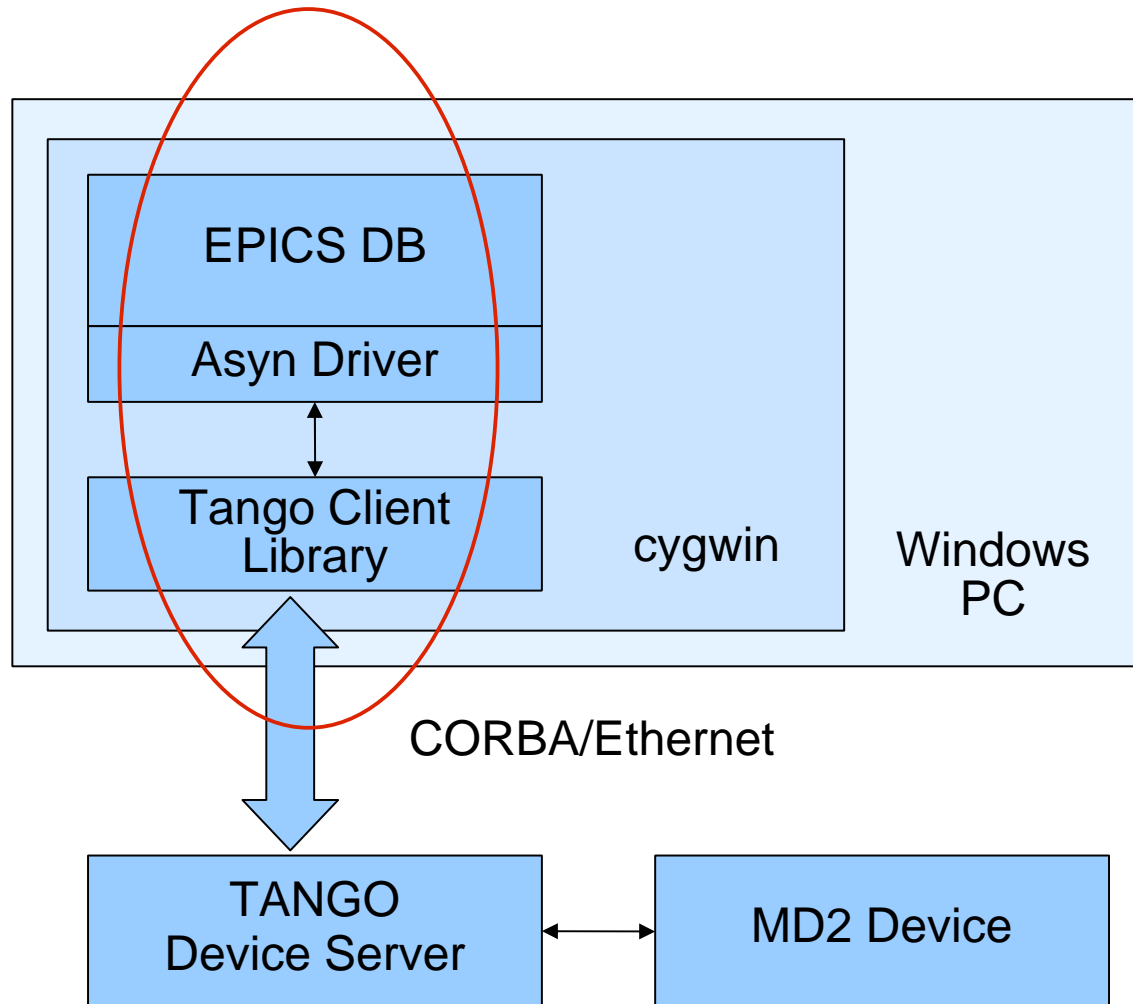 EPICS DB
Asyn Driver
Tango Client
Library
cygwin
Windows
PC
CORBA/Ethernet
TANGO
Device Server
MD2 Device